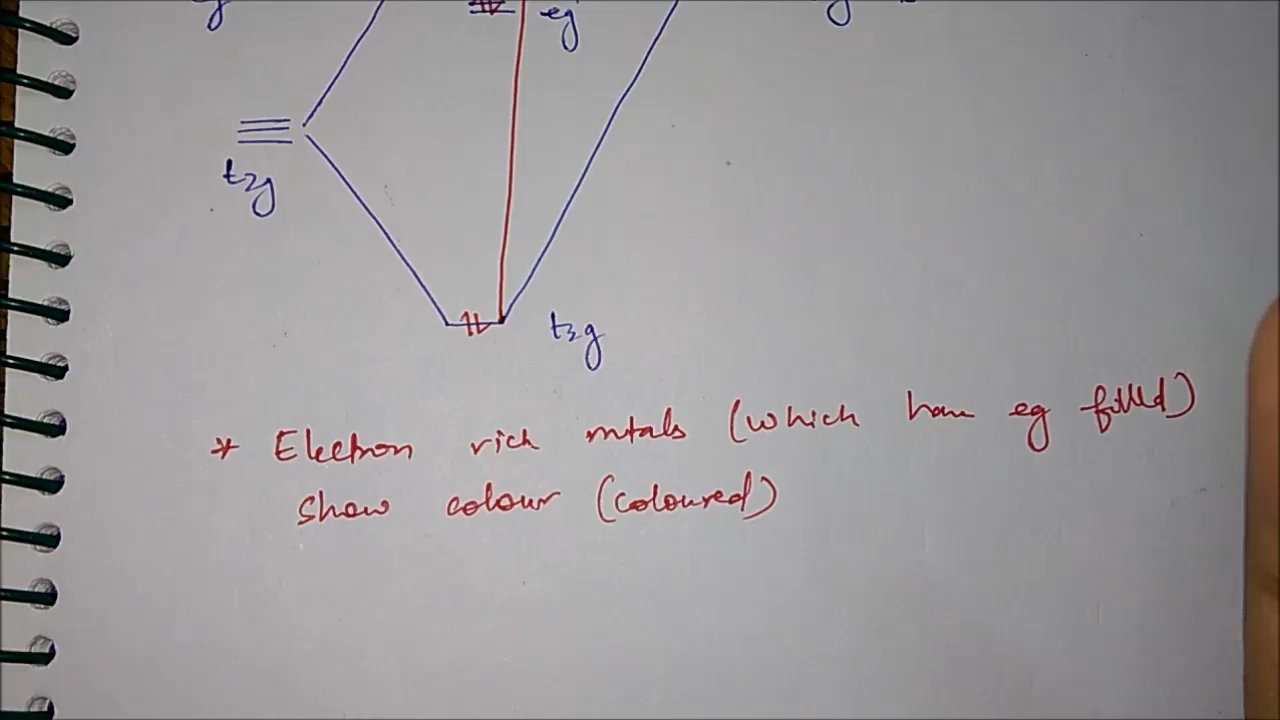 eg
t2g
t2g
* Electron rich metals (which have eg filled)
show colour (coloured)